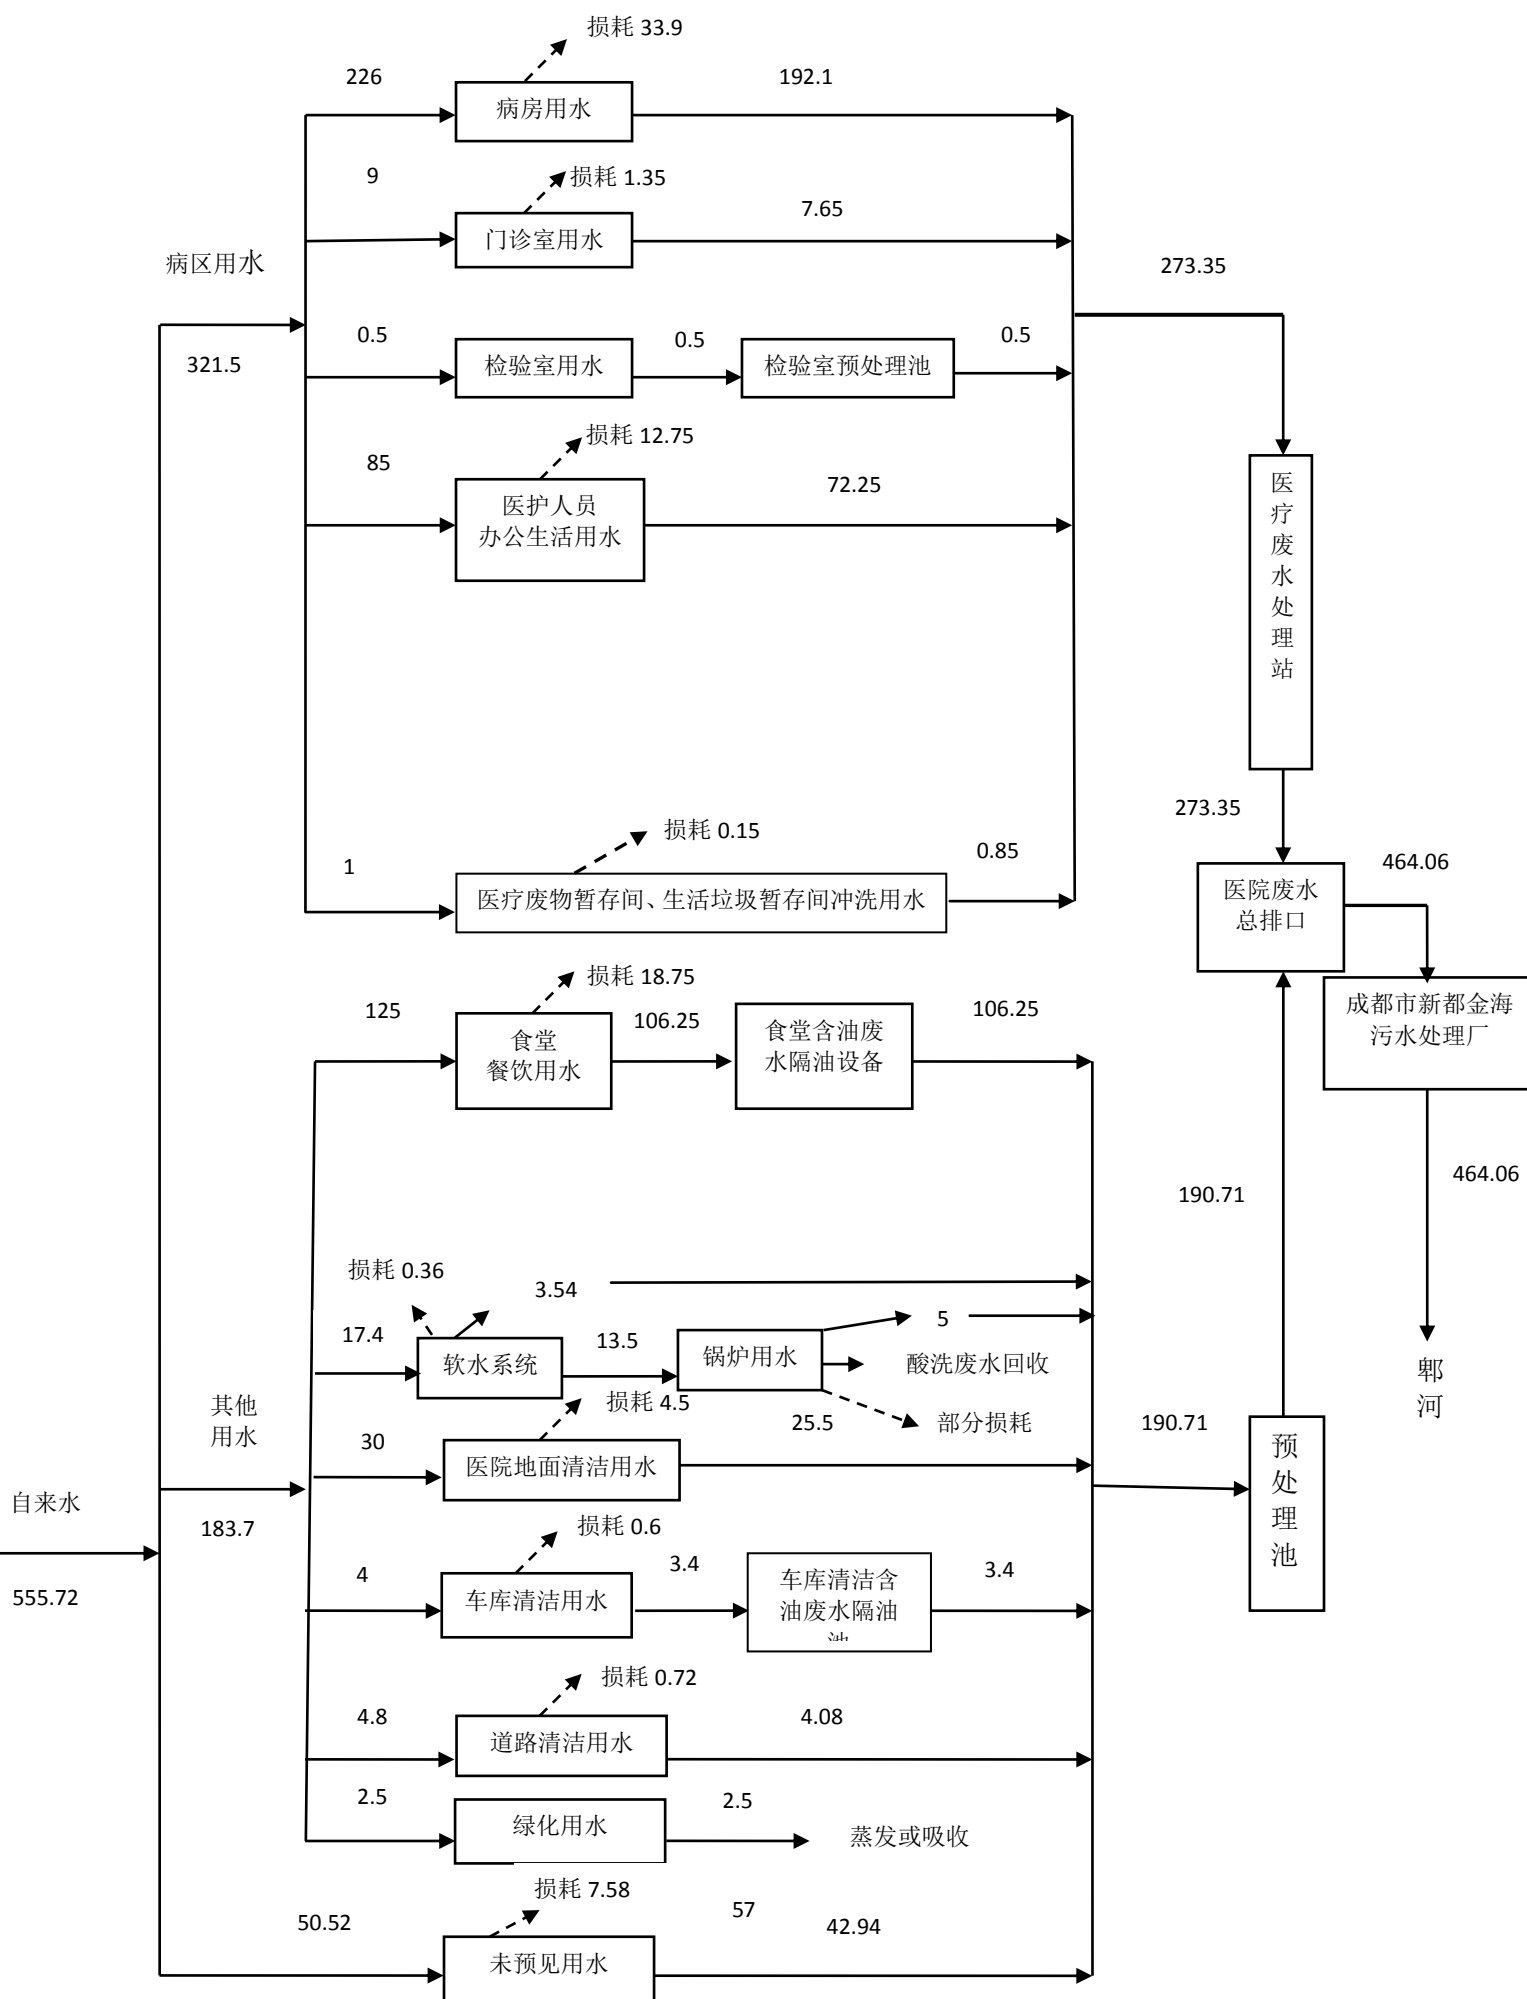 损耗 33.9
226
192.1
病房用水
9
损耗 1.35
7.65
门诊室用水
病区用水
273.35
321.5
0.5
检验室用水
0.5
检验室预处理池
0.5
损耗 12.75
85
72.25
医护人员
办公生活用水
医
疗
废
水
处
理
站
273.35
损耗 0.15
1
0.85
医疗废物暂存间、生活垃圾暂存间冲洗用水
464.06
医院废水
总排口
损耗 18.75
125
106.25
106.25
食堂
餐饮用水
食堂含油废
水隔油设备
成都市新都金海
污水处理厂
464.06
190.71
损耗 0.36
3.54
17.4
13.5
5
软水系统
锅炉用水
酸洗废水回收
部分损耗
郫
河
其他
用水
损耗 4.5
30
25.5
医院地面清洁用水
190.71
预
处
理
池
自来水
183.7
555.72
损耗 0.6
4
3.4
3.4
车库清洁用水
车库清洁含
油废水隔油
池
损耗 0.72
4.8
4.08
道路清洁用水
2.5
2.5
绿化用水
蒸发或吸收
损耗 7.58
50.52
57
42.94
未预见用水